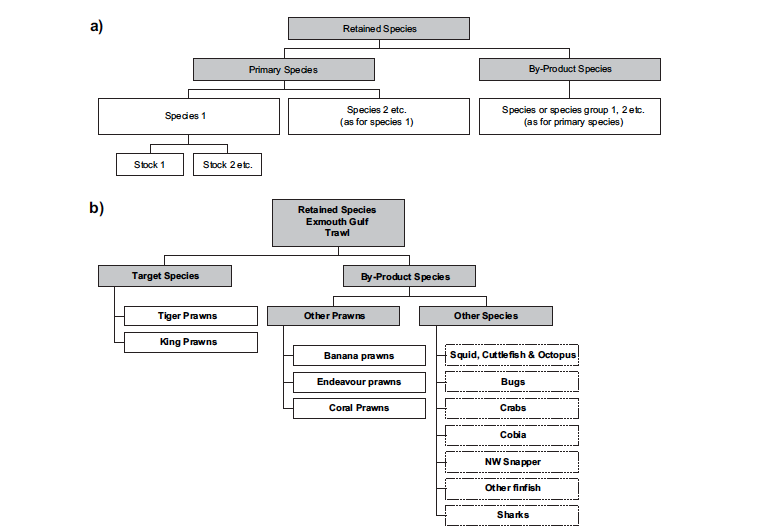 a)
Retained Species
Primary Species
By-Product Species
Species 1
Species 2 etc.
(as for species 1)
Species or species group 1, 2 etc.
(as for primary species)
Stock 1
Stock 2 etc.
b)
Retained Species
Exmouth Gulf
Trawl
Target Species
By-Product Species
Tiger Prawns
King Prawns
Other Prawns
Other Species
Banana prawns
Endeavour prawns
Coral Prawns
Squid, Cuttlefish & Octopus
Bugs
Crabs
Cobia
NW Snapper
Other finfish
Sharks